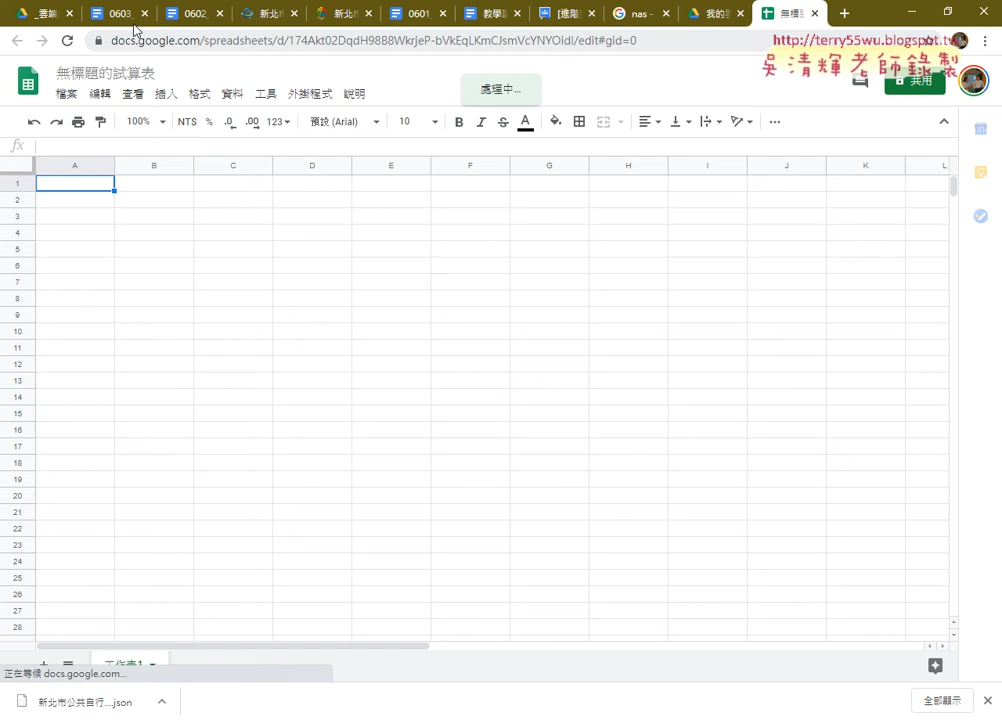 _雲端
0603_
0602_
新北市
新北市
0601_
教學
[進階
nas -
我的雲
無標題
docs.google.com/spreadsheets/d/174Akt02DqdH98B8WkrjeP-bVkEqLKmCJsmVcYNYOidI/edit#gid=0
http://terry55wu.blogspot.tw
吳清輝老師錄製
無標題的試算表
檔案 編輯 查看 插入 格式 資料 工具 外掛程式 說明
處理中...
共用
100% NT$ % .0 .00 123 預設 (Arial) 10 B I S A
fx
A B C D E F G H I J K L
1
2
3
4
5
6
7
8
9
10
11
12
13
14
15
16
17
18
19
20
21
22
23
24
25
26
27
28
工作表1
正在等候 docs.google.com...
新北市公共自行....json
全部顯示